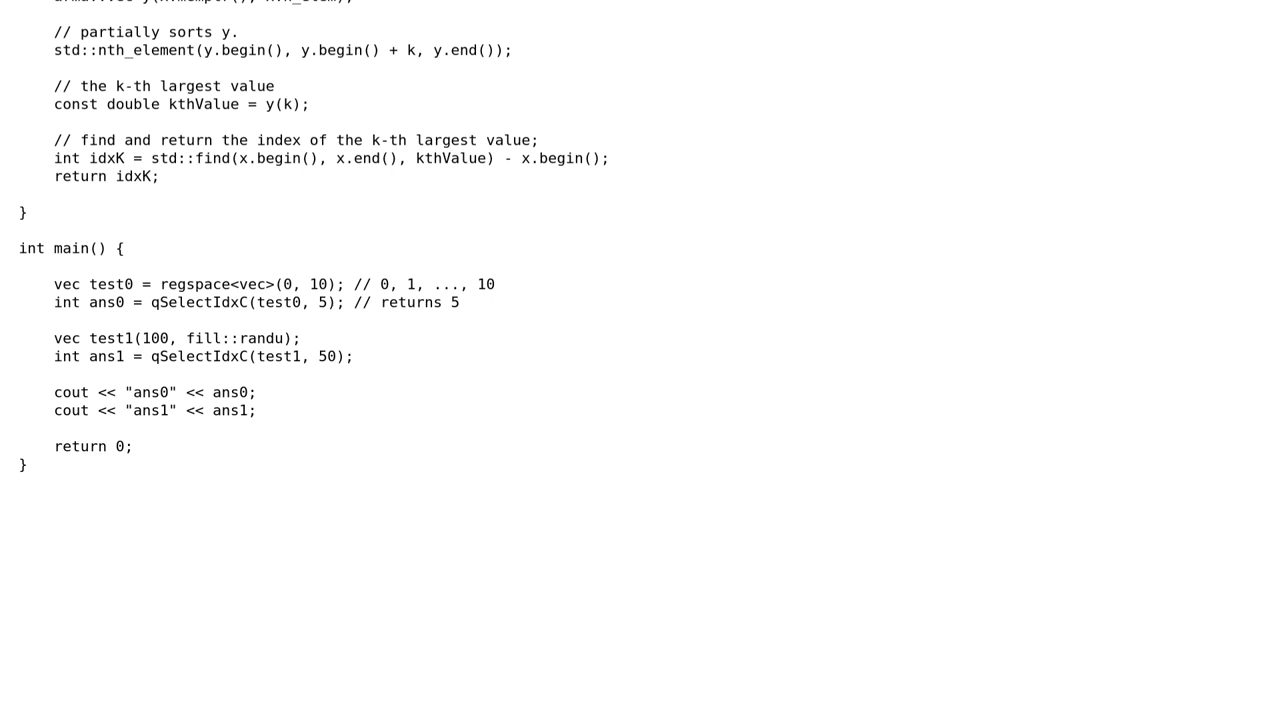 // partially sorts y.
std::nth_element(y.begin(), y.begin() + k, y.end());
// the k-th largest value
const double kthValue = y(k);
// find and return the index of the k-th largest value;
int idxK = std::find(x.begin(), x.end(), kthValue) - x.begin();
return idxK;
}
int main() {
vec test0 = regspace<vec>(0, 10); // 0, 1, ..., 10
int ans0 = qSelectIdxC(test0, 5); // returns 5
vec test1(100, fill::randu);
int ans1 = qSelectIdxC(test1, 50);
cout << "ans0" << ans0;
cout << "ans1" << ans1;
return 0;
}